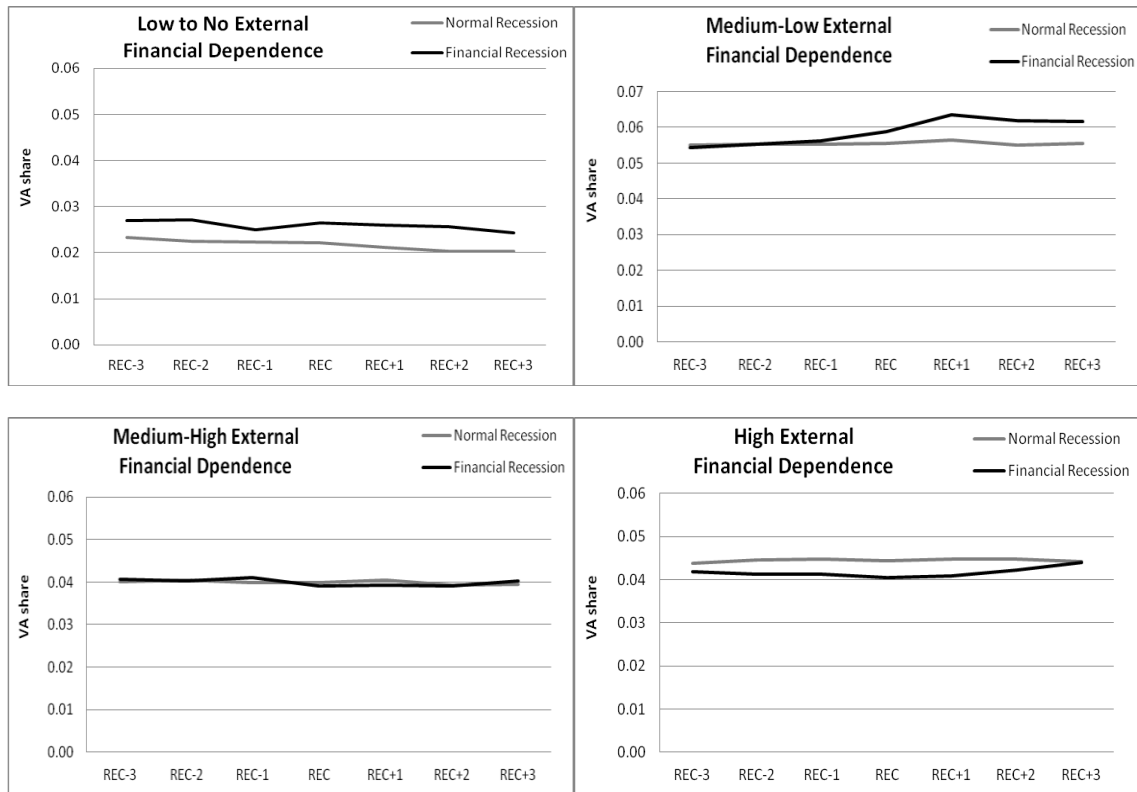 Low to No External
Financial Dependence
Normal Recession
Financial Recession
VA share
0.06
0.05
0.04
0.03
0.02
0.01
0.00
REC-3 REC-2 REC-1 REC REC+1 REC+2 REC+3
Medium-Low External
Financial Dependence
Normal Recession
Financial Recession
VA share
0.07
0.06
0.05
0.04
0.03
0.02
0.01
0.00
REC-3 REC-2 REC-1 REC REC+1 REC+2 REC+3
Medium-High External
Financial Dpendence
Normal Recession
Financial Recession
VA share
0.06
0.05
0.04
0.03
0.02
0.01
0.00
REC-3 REC-2 REC-1 REC REC+1 REC+2 REC+3
High External
Financial Dependence
Normal Recession
Financial Recession
VA share
0.06
0.05
0.04
0.03
0.02
0.01
0.00
REC-3 REC-2 REC-1 REC REC+1 REC+2 REC+3